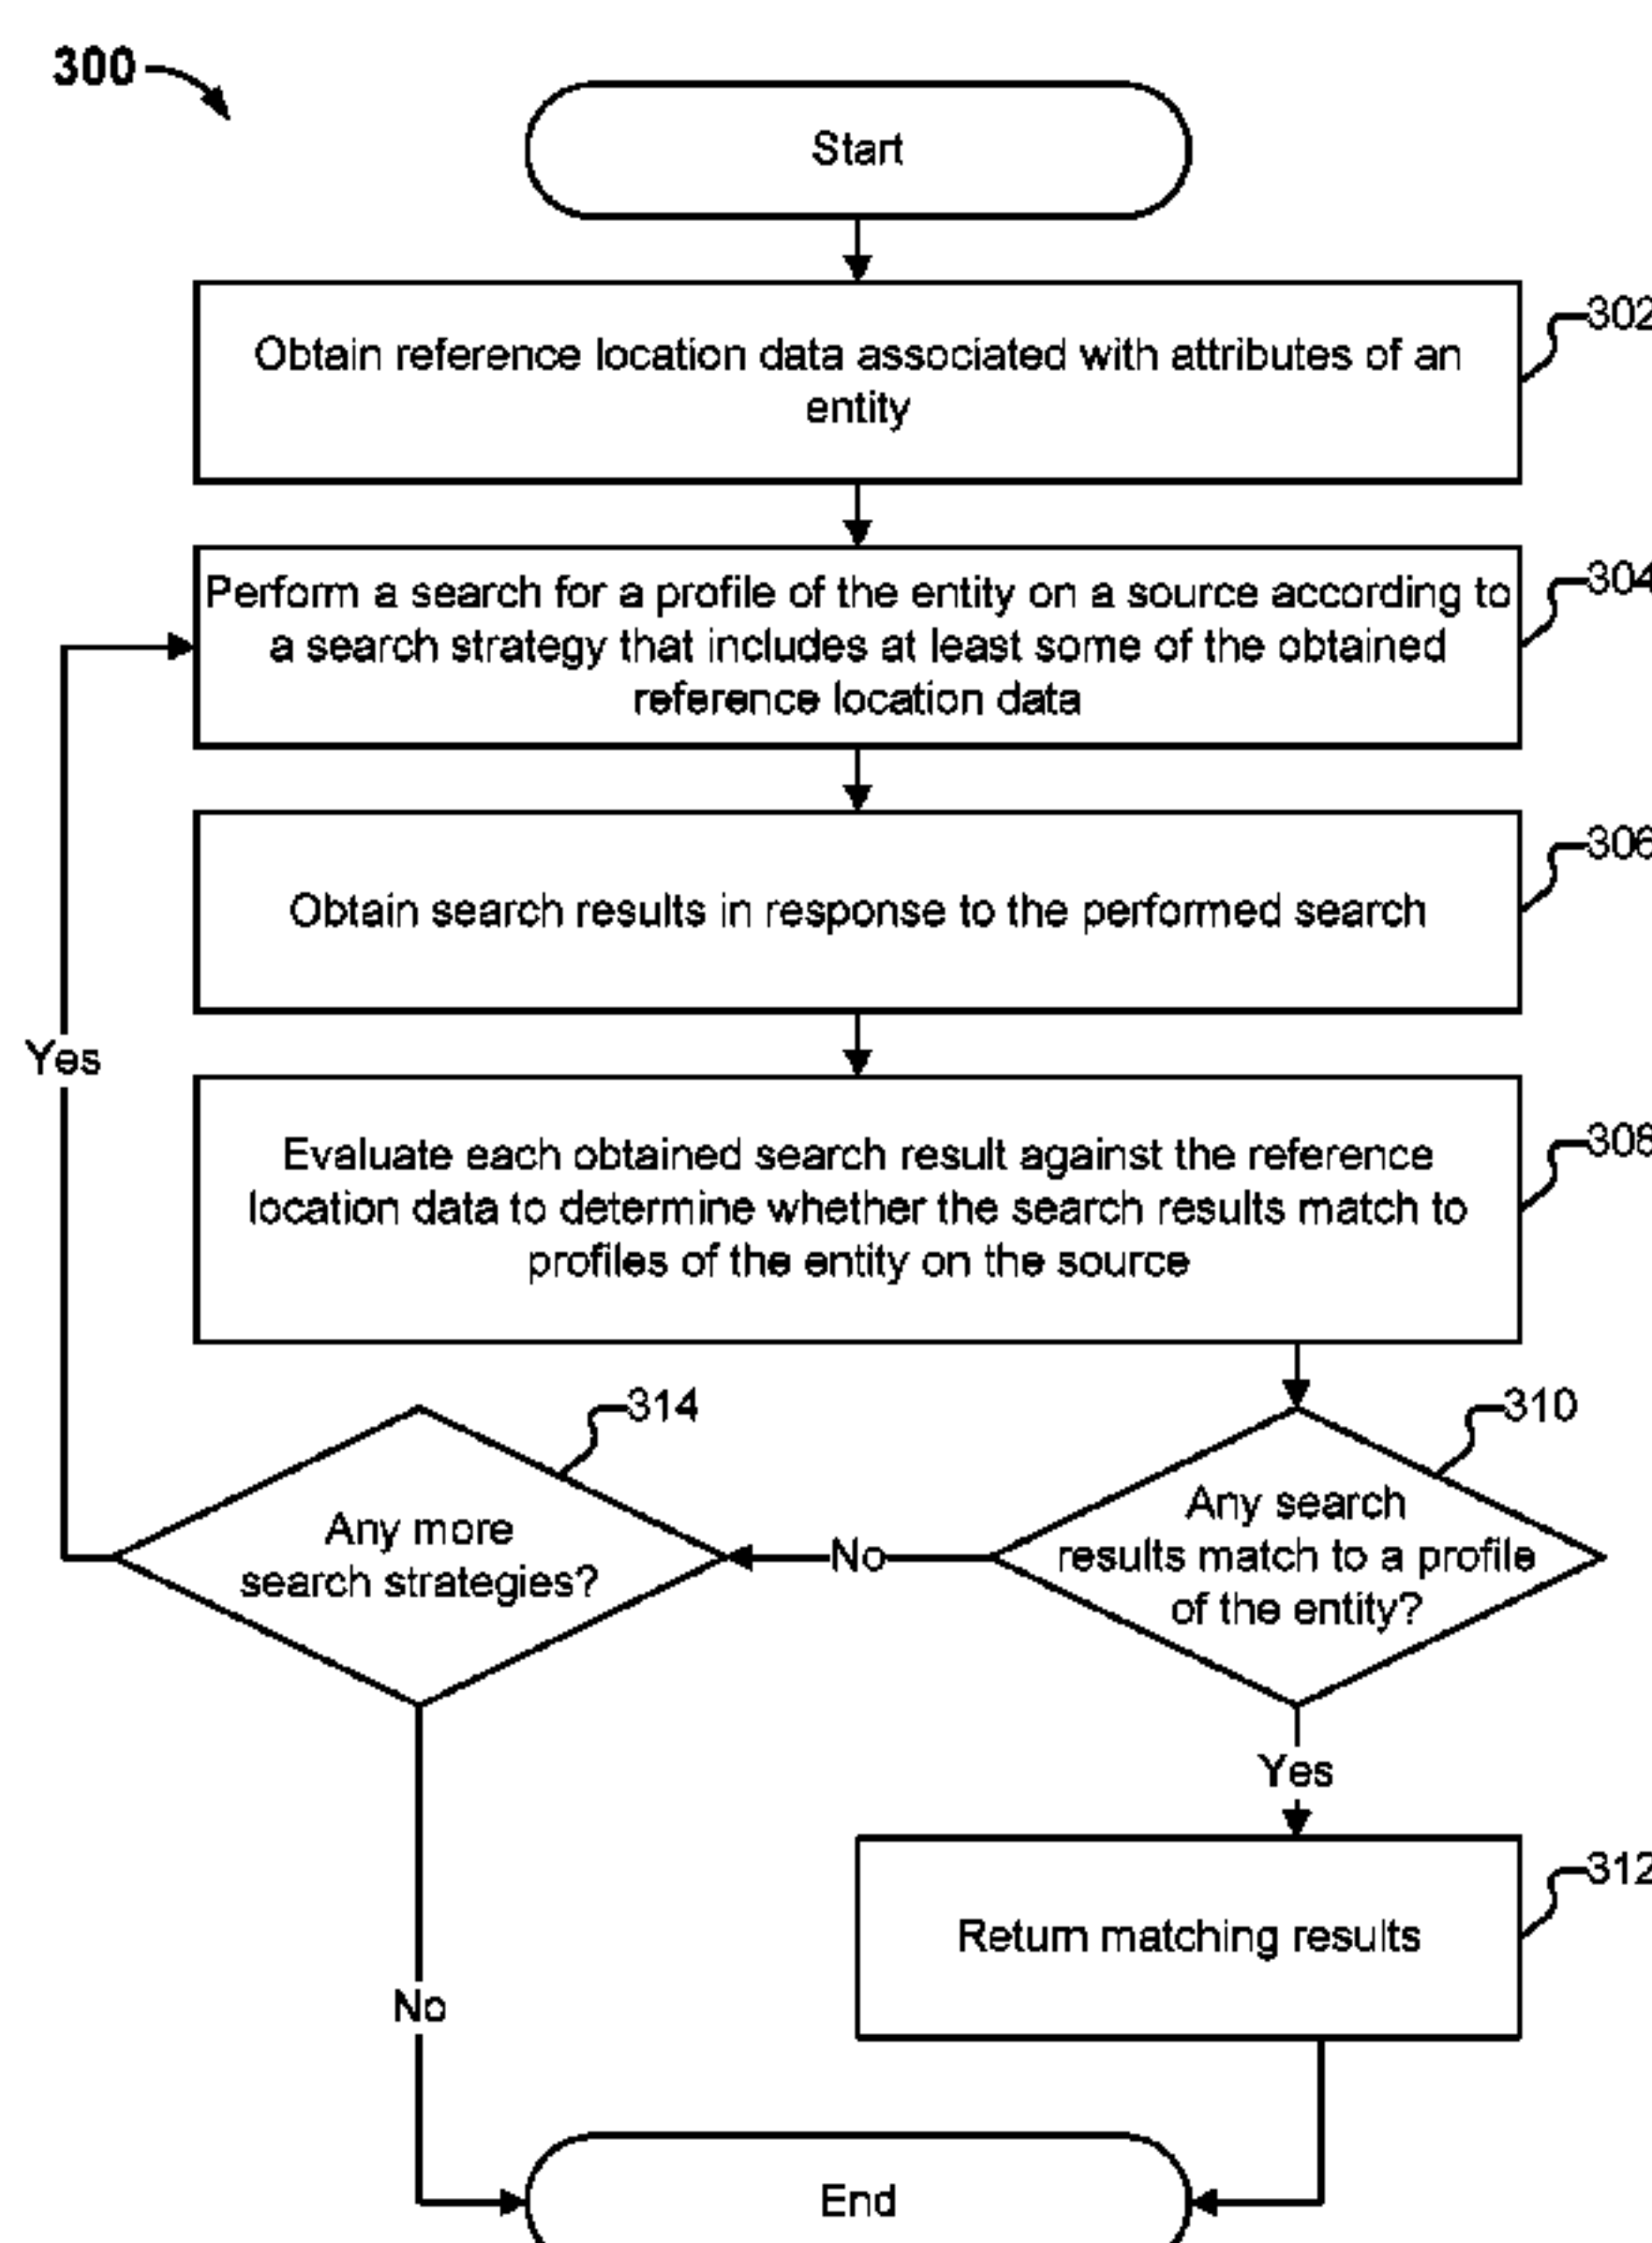 300
Start
Obtain reference location data associated with attributes of an
entity
302
Perform a search for a profile of the entity on a source according to
a search strategy that includes at least some of the obtained
reference location data
304
Obtain search results in response to the performed search
306
Yes
Evaluate each obtained search result against the reference
location data to determine whether the search results match to
profiles of the entity on the source
308
314
310
Any more
search strategies?
No
Any search
results match to a profile
of the entity?
Yes
312
Return matching results
No
End